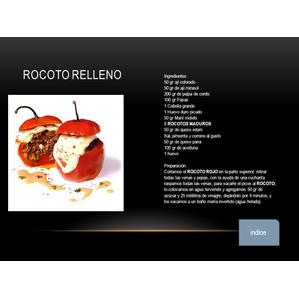 ROCOTO RELLENO
Ingredientes:
50 gr ají colorado
50 gr ají mirasol
200 gr de pulpa de cerdo
100 gr Pasas
1 Cebolla grande
1 Huevo duro picado
50 gr Maní molido
8 ROCOTOS MADUROS
50 gr de queso edam
Sal, pimienta y comino al gusto
50 gr de queso paria
100 gr de aceituna
1 huevo
Preparación:
Cortamos el ROCOTO ROJO en la parte superior, retirar
todas las venas y pepas, con la ayuda de una cucharita
raspamos todas las venas, para sacarle el picor al ROCOTO,
lo colocamos en agua hirviendo y agregamos 50 gr de
azúcar y 25 mililitros de vinagre, dejándolo por 4 minutos, y
los sacamos a un baño maría invertido (agua helada)
indice